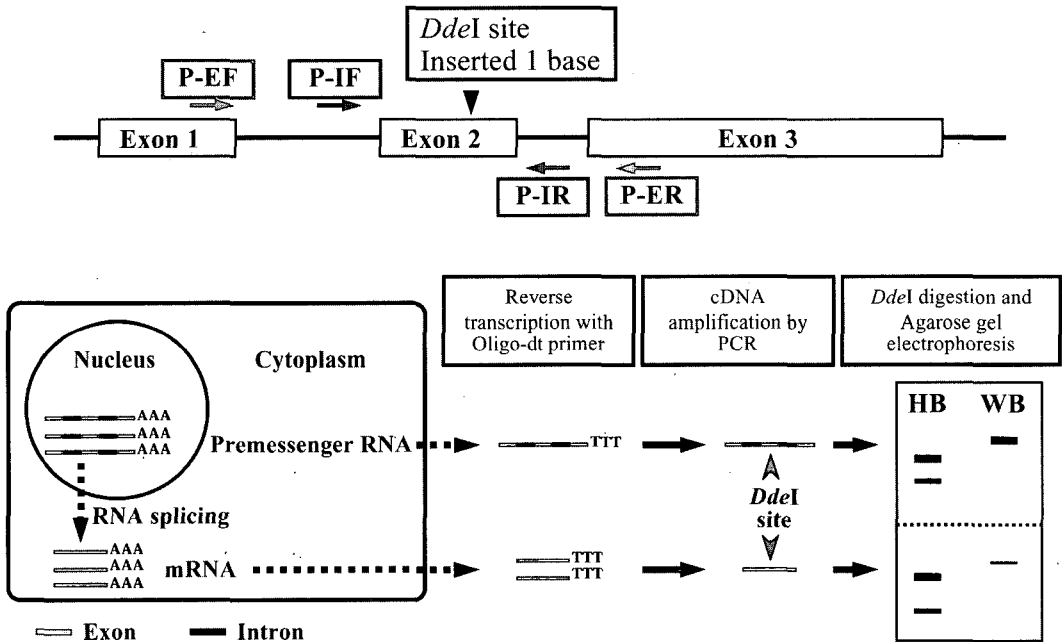 DdeI site
Inserted 1 base
P-EF
P-IF
Exon 1
Exon 2
Exon 3
P-IR
P-ER
Reverse
transcription with
Oligo-dt primer
cDNA
amplification by
PCR
DdeI digestion and
Agarose gel
electrophoresis
Nucleus
Cytoplasm
HB
WB
AAA
AAA
AAA
Premessenger RNA
TTT
DdeI
site
RNA splicing
AAA
AAA
AAA
mRNA
TTT
TTT
Exon
Intron